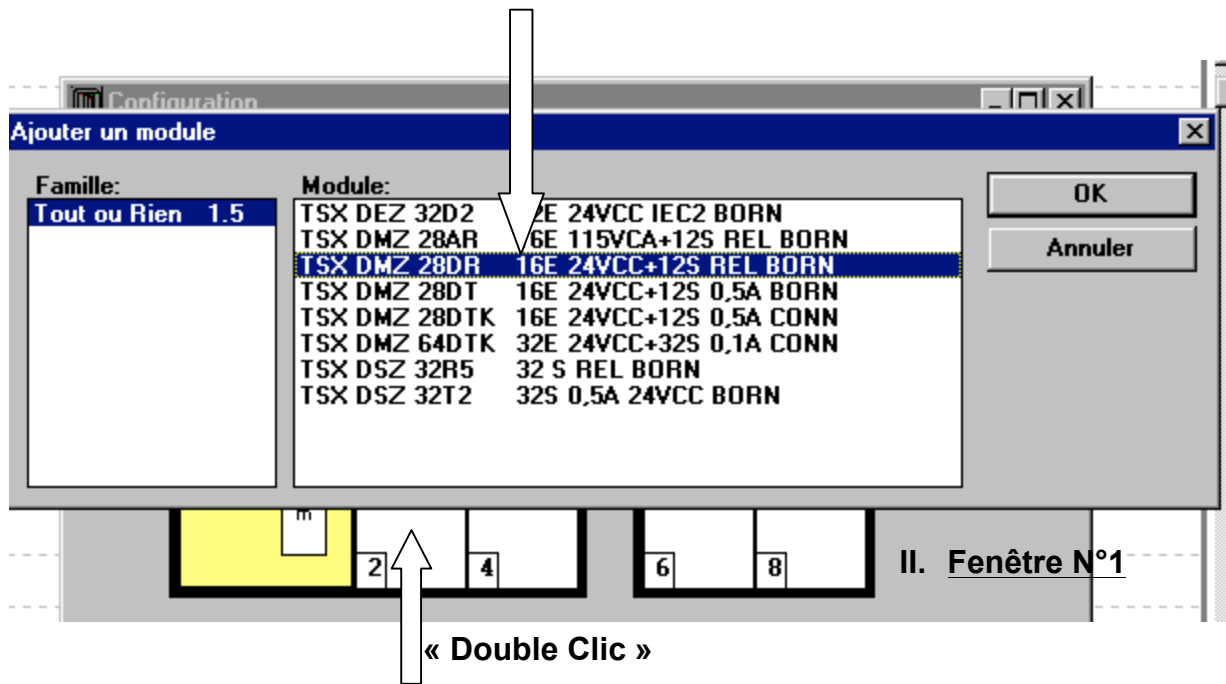 Configuration
Ajouter un module
Famille:
Module:
Tout ou Rien 1.5
TSX DEZ 32D2 2E 24VCC IEC2 BORN
TSX DMZ 28AR 6E 115VCA+12S REL BORN
TSX DMZ 28DR 16E 24VCC+12S REL BORN
TSX DMZ 28DT 16E 24VCC+12S 0,5A BORN
TSX DMZ 28DTK 16E 24VCC+12S 0,5A CONN
TSX DMZ 64DTK 32E 24VCC+32S 0,1A CONN
TSX DSZ 32R5 32 S REL BORN
TSX DSZ 32T2 32S 0,5A 24VCC BORN
OK
Annuler
m
2 4 6 8
II. Fenêtre N°1
« Double Clic »